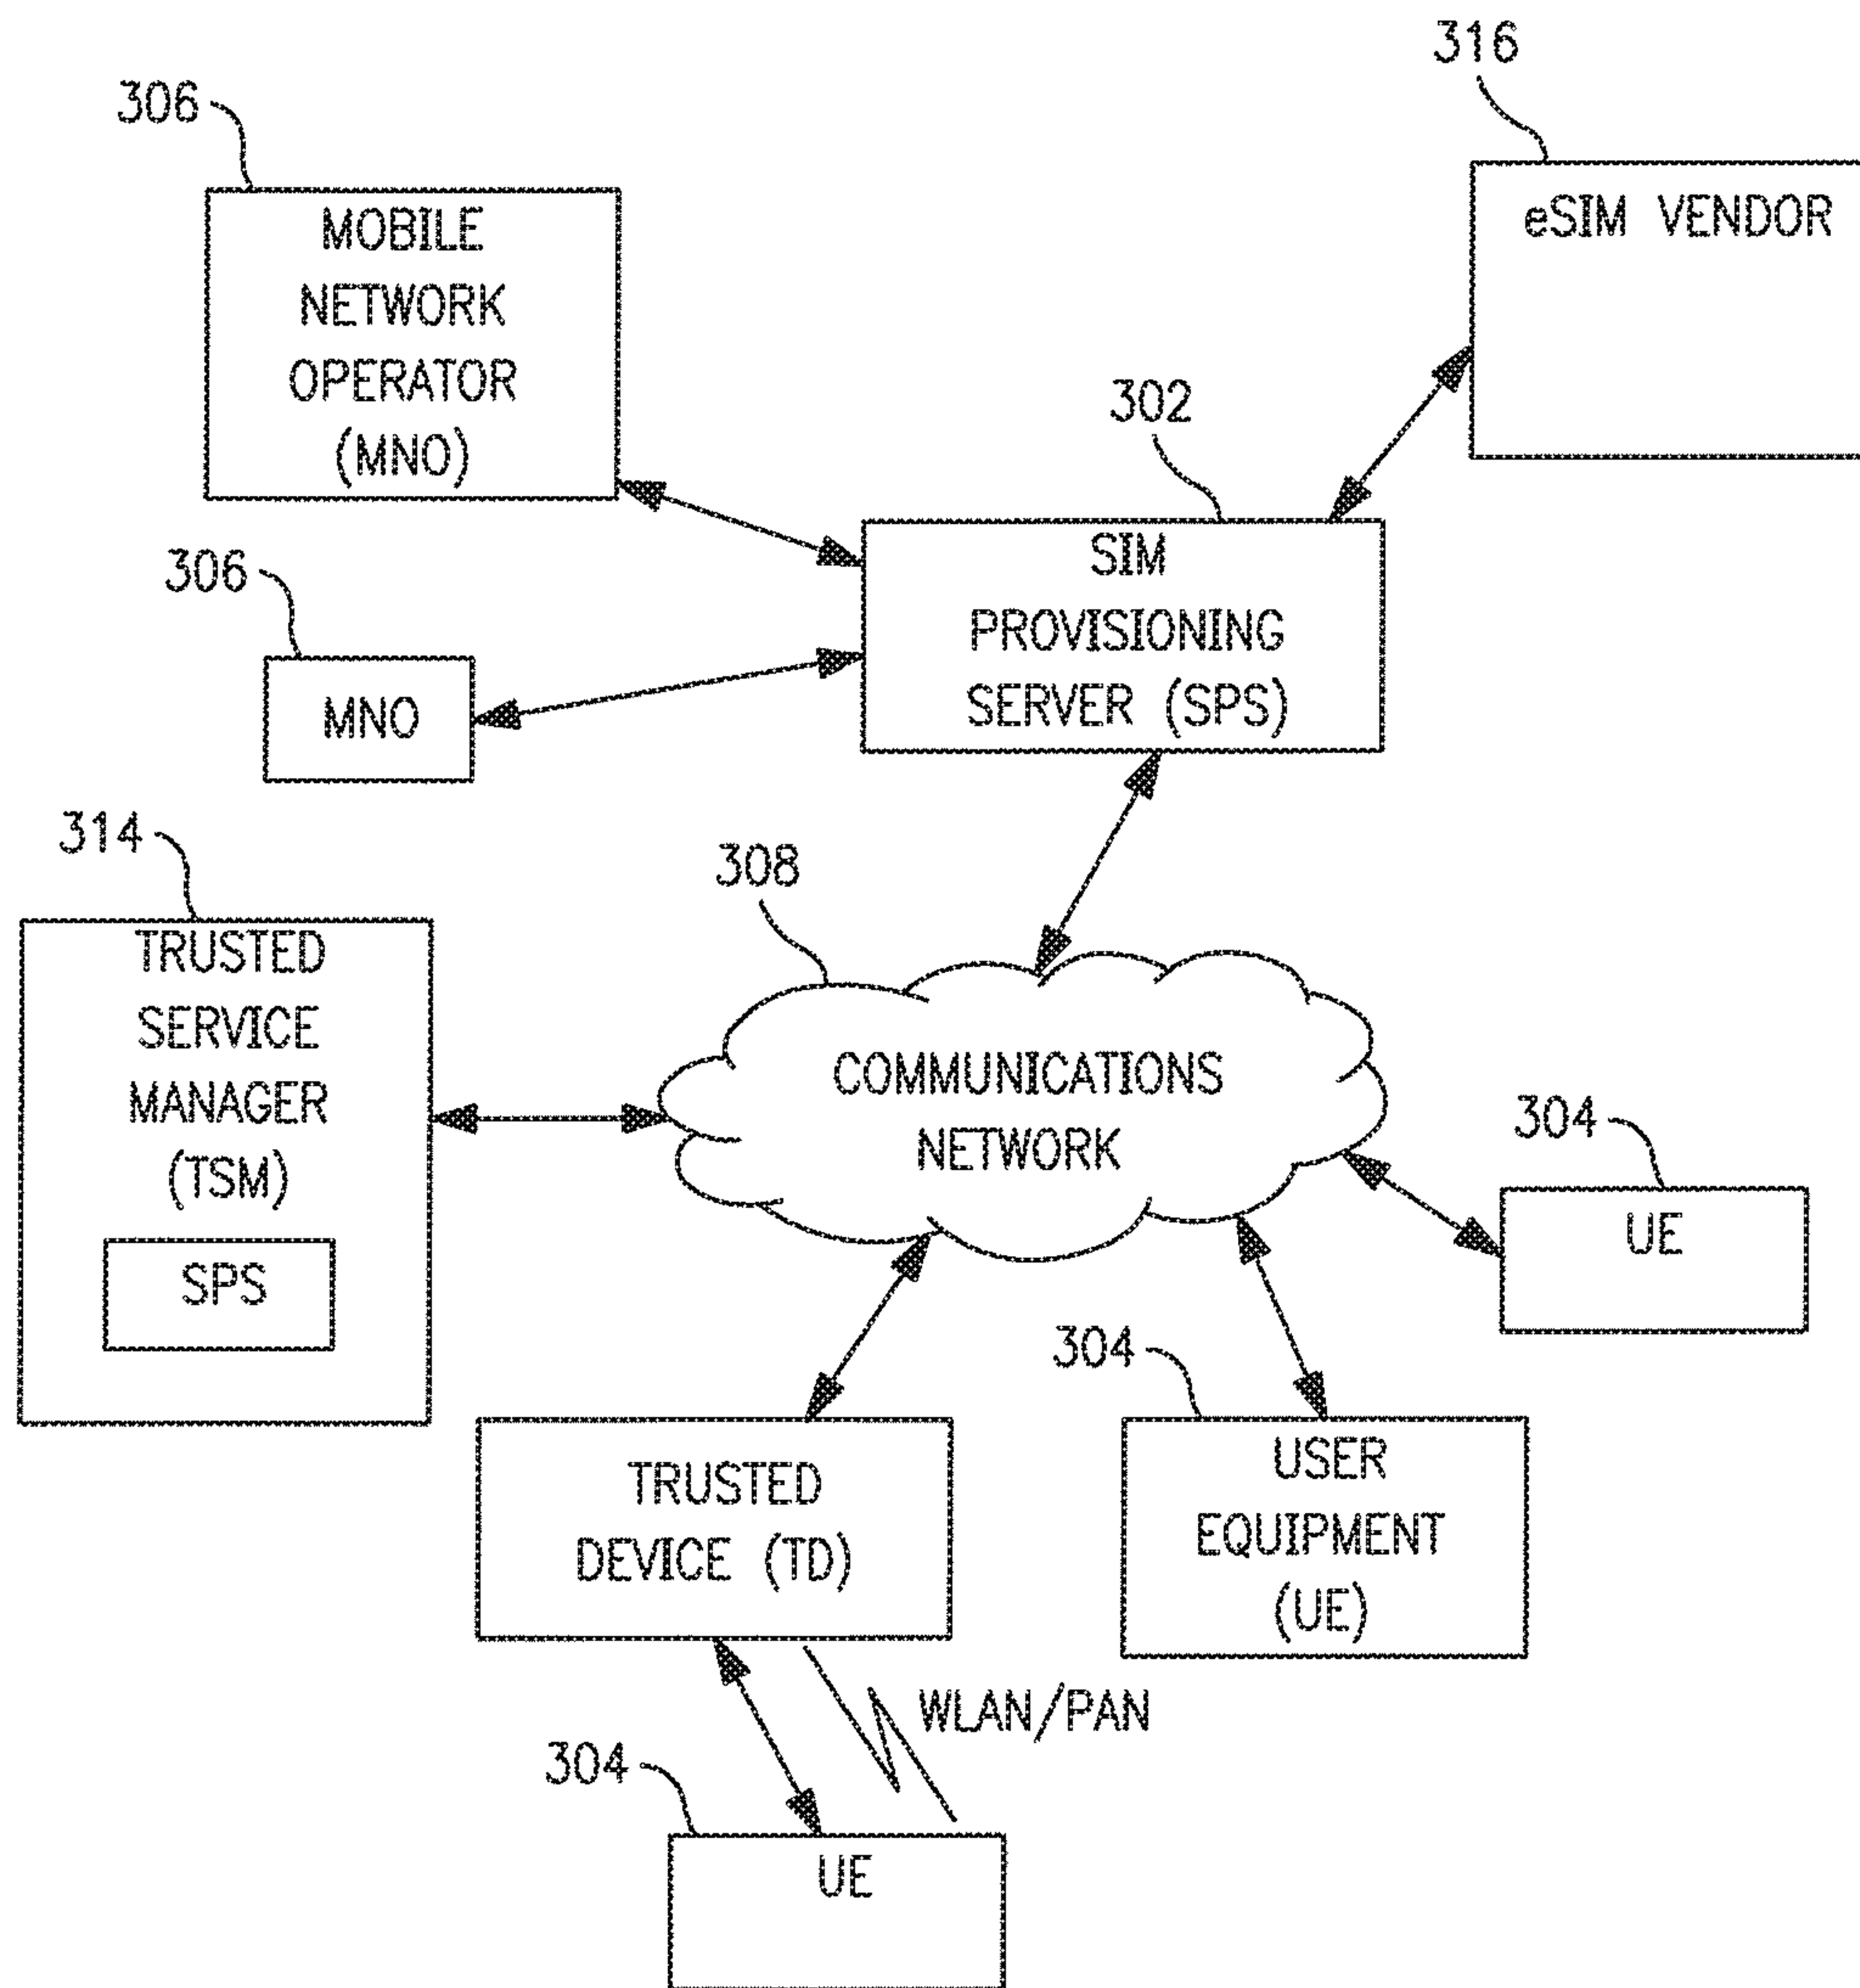 316
306
MOBILE
NETWORK
OPERATOR
(MNO)
eSIM VENDOR
302
SIM
PROVISIONING
SERVER (SPS)
306
MNO
314
TRUSTED
SERVICE
MANAGER
(TSM)
SPS
308
COMMUNICATIONS
NETWORK
304
UE
304
USER
EQUIPMENT
(UE)
TRUSTED
DEVICE (TD)
WLAN/PAN
304
UE